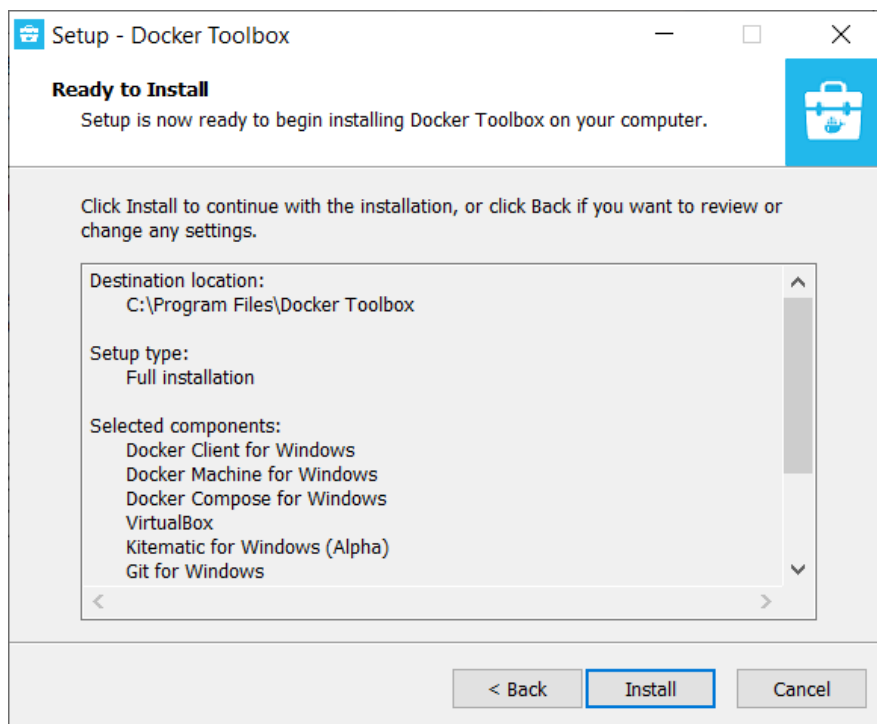 Setup - Docker Toolbox
Ready to Install
Setup is now ready to begin installing Docker Toolbox on your computer.
Click Install to continue with the installation, or click Back if you want to review or
change any settings.
Destination location:
C:\Program Files\Docker Toolbox
Setup type:
Full installation
Selected components:
Docker Client for Windows
Docker Machine for Windows
Docker Compose for Windows
VirtualBox
Kitematic for Windows (Alpha)
Git for Windows
< Back
Install
Cancel